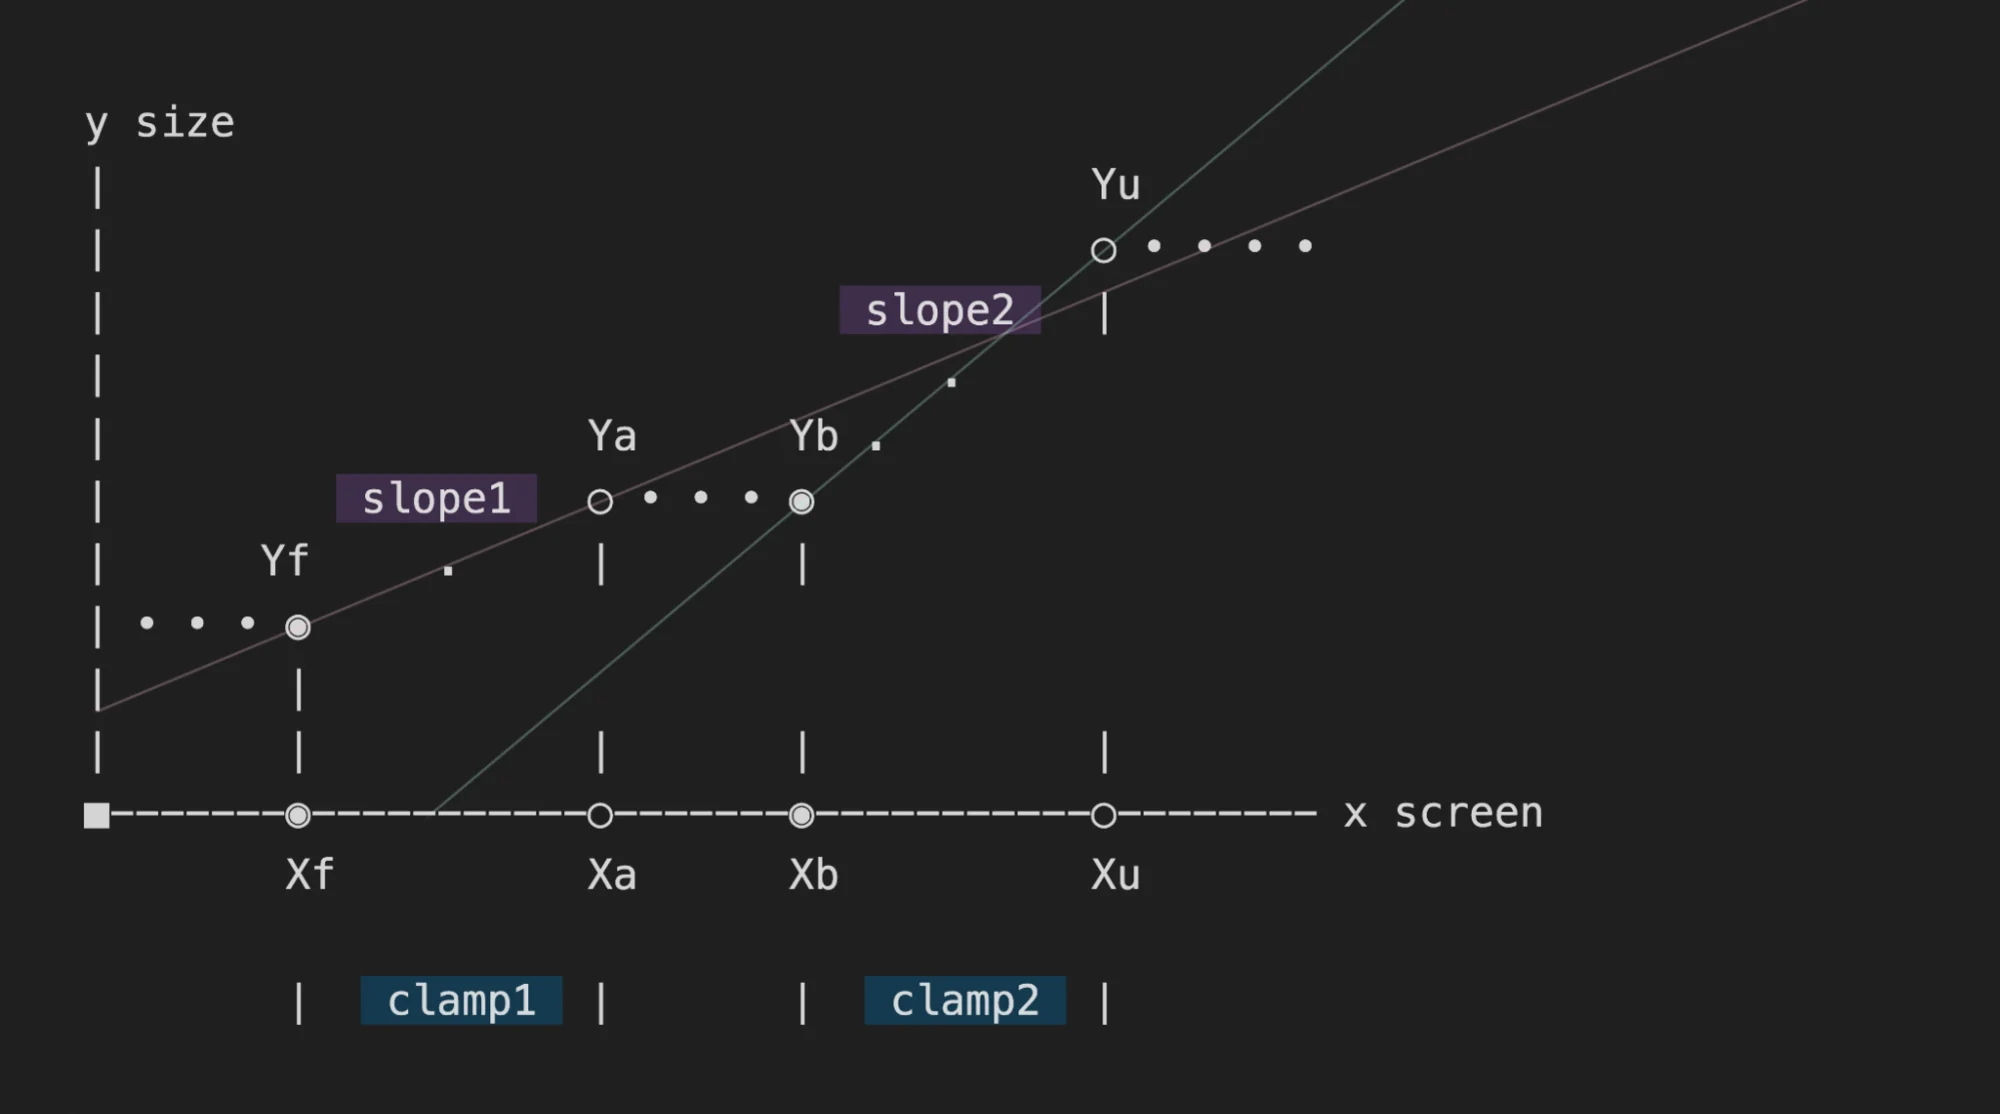 y size
Yu
slope2
Ya Yb
slope1
Yf
x screen
Xf Xa Xb Xu
clamp1 clamp2